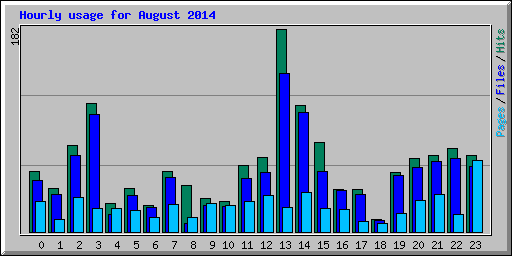 Hourly usage for August 2014
182
Pages/Files/Hits
0 1 2 3 4 5 6 7 8 9 10 11 12 13 14 15 16 17 18 19 20 21 22 23